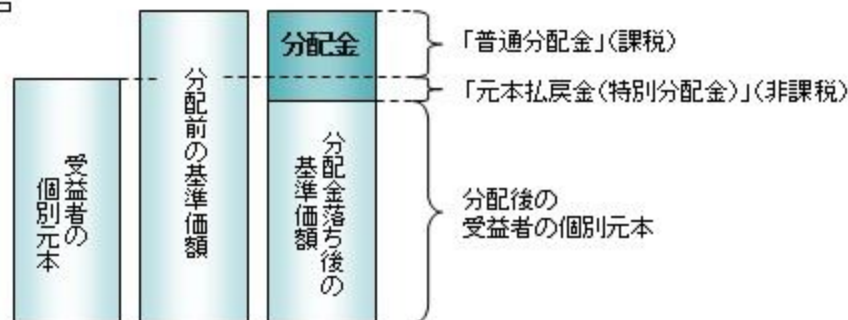 受益者の
個別元本
分配前の基準価額
分配金
分配金落ち後の
基準価額
「普通分配金」(課税)
「元本払戻金(特別分配金)」(非課税)
分配後の
受益者の個別元本